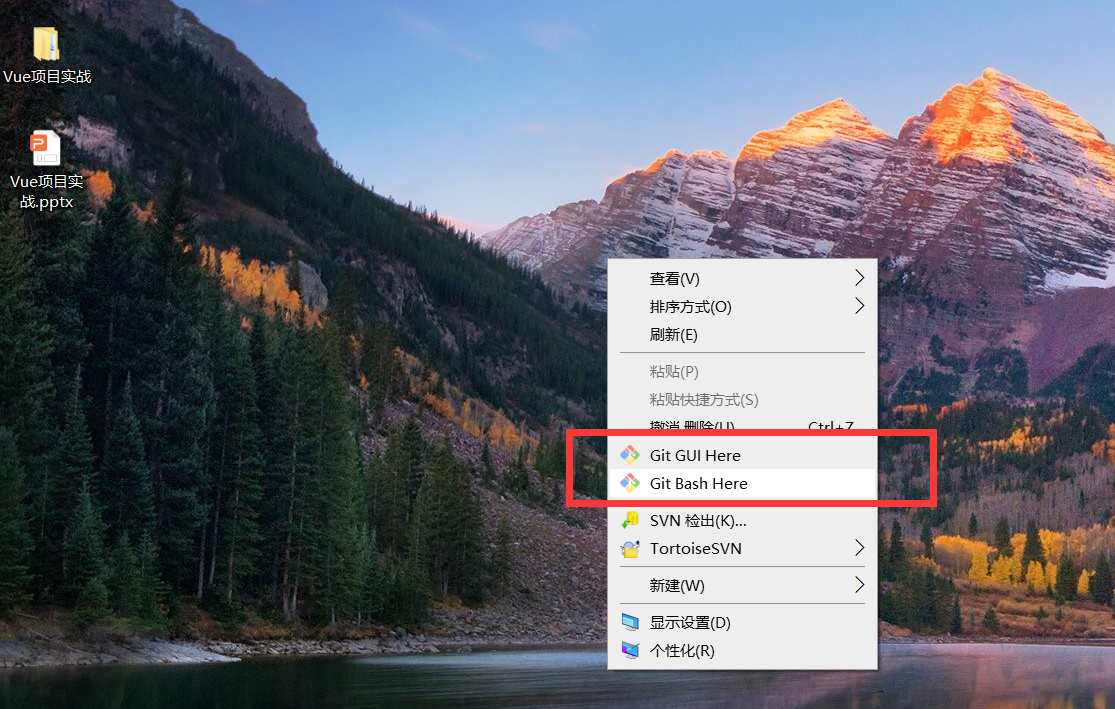 Vue项目实战
Vue项目实
战.pptx
查看(V)
排序方式(O)
刷新(E)
粘贴(P)
粘贴快捷方式(S)
撤消 删除(U) Ctrl+Z
Git GUI Here
Git Bash Here
SVN 检出(K)...
TortoiseSVN
新建(W)
显示设置(D)
个性化(R)